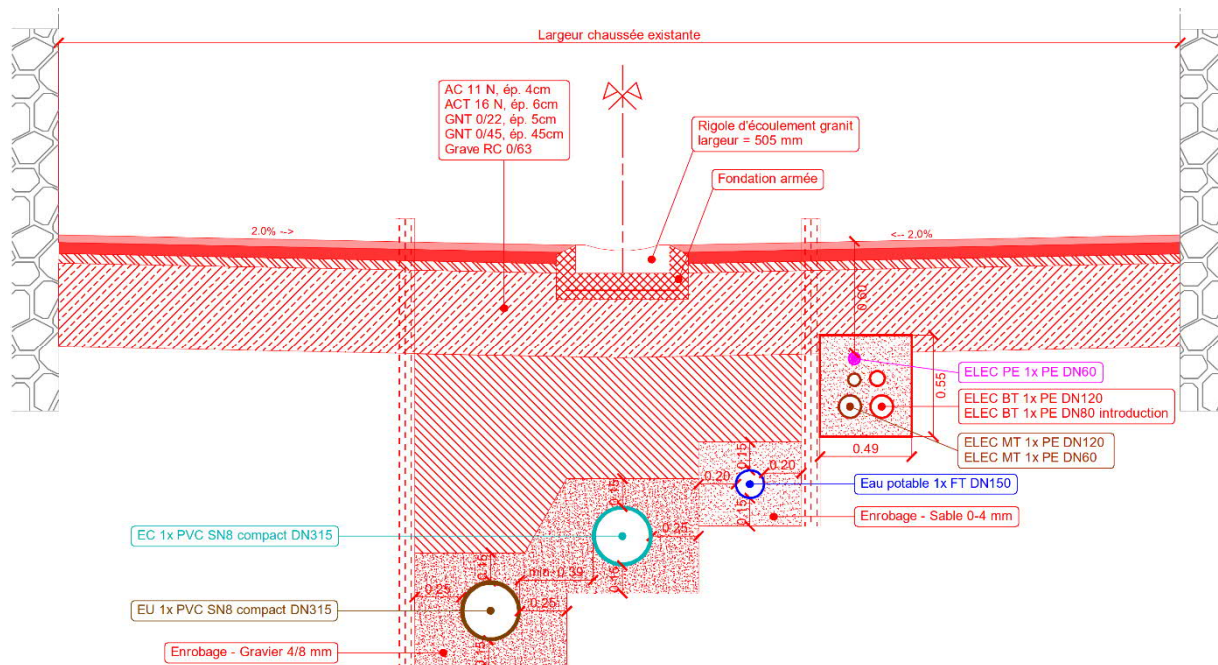 Largeur chaussée existante
AC 11 N, ép. 4cm
ACT 16 N, ép. 6cm
GNT 0/22, ép. 5cm
GNT 0/45, ép. 45cm
Grave RC 0/63
Rigole d'écoulement granit
largeur = 505 mm
Fondation armée
2.0% -->
<-- 2.0%
0.60
ELEC PE 1x PE DN60
0.55
ELEC BT 1x PE DN120
ELEC BT 1x PE DN80 introduction
ELEC MT 1x PE DN120
ELEC MT 1x PE DN60
0.49
0.15
0.20
0.20
Eau potable 1x FT DN150
0.15
Enrobage - Sable 0-4 mm
0.15
EC 1x PVC SN8 compact DN315
0.25
0.15
min. 0.39
0.15
0.25
0.25
EU 1x PVC SN8 compact DN315
Enrobage - Gravier 4/8 mm
0.15